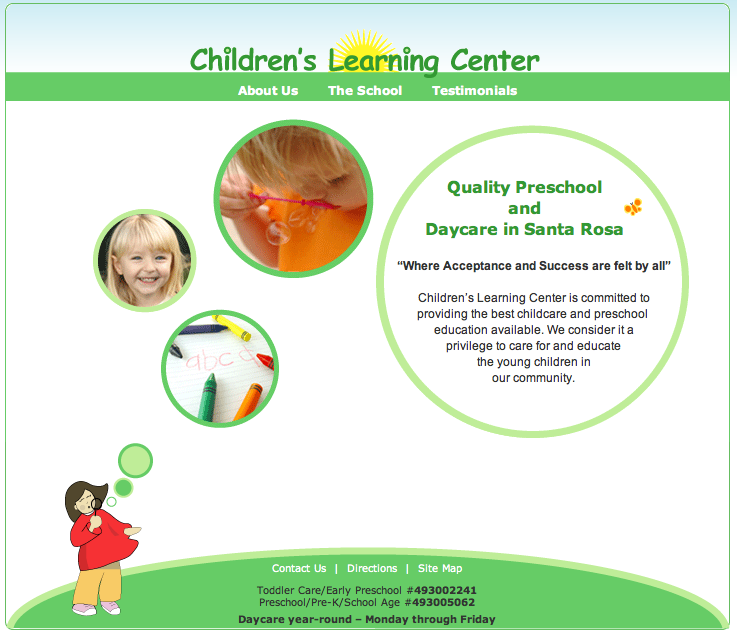 Children's Learning Center
About Us The School Testimonials
Quality Preschool
and
Daycare in Santa Rosa
“Where Acceptance and Success are felt by all”
Children’s Learning Center is committed to
providing the best childcare and preschool
education available. We consider it a
privilege to care for and educate
the young children in
our community.
abcd
Contact Us | Directions | Site Map
Toddler Care/Early Preschool #493002241
Preschool/Pre-K/School Age #493005062
Daycare year-round – Monday through Friday